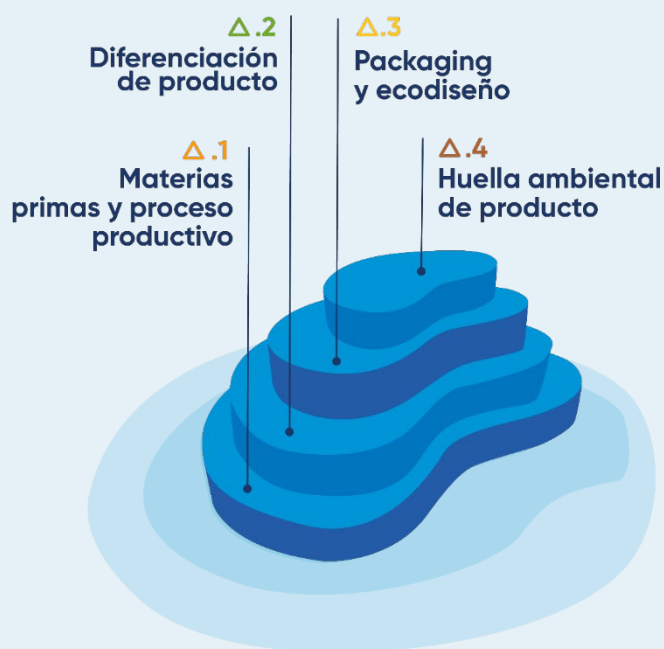 △.1
Materias
primas y proceso
productivo
△.2
Diferenciación
de producto
△.3
Packaging
y ecodiseño
△.4
Huella ambiental
de producto